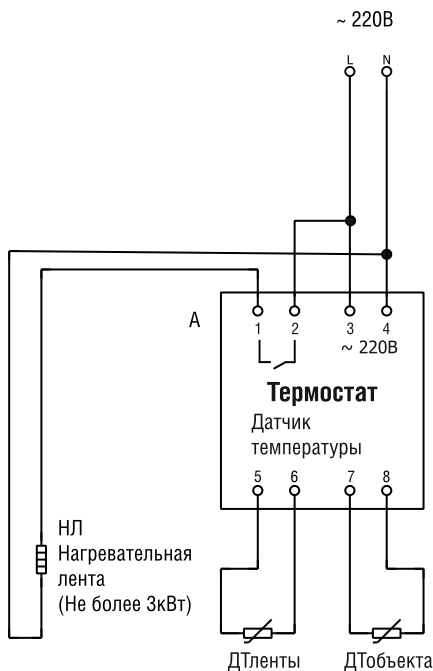 ~ 220В
L N
А
1 2 3 4
~ 220В
Термостат
Датчик
температуры
5 6 7 8
НЛ
Нагревательная
лента
(Не более 3кВт)
ДТленты ДТобъекта